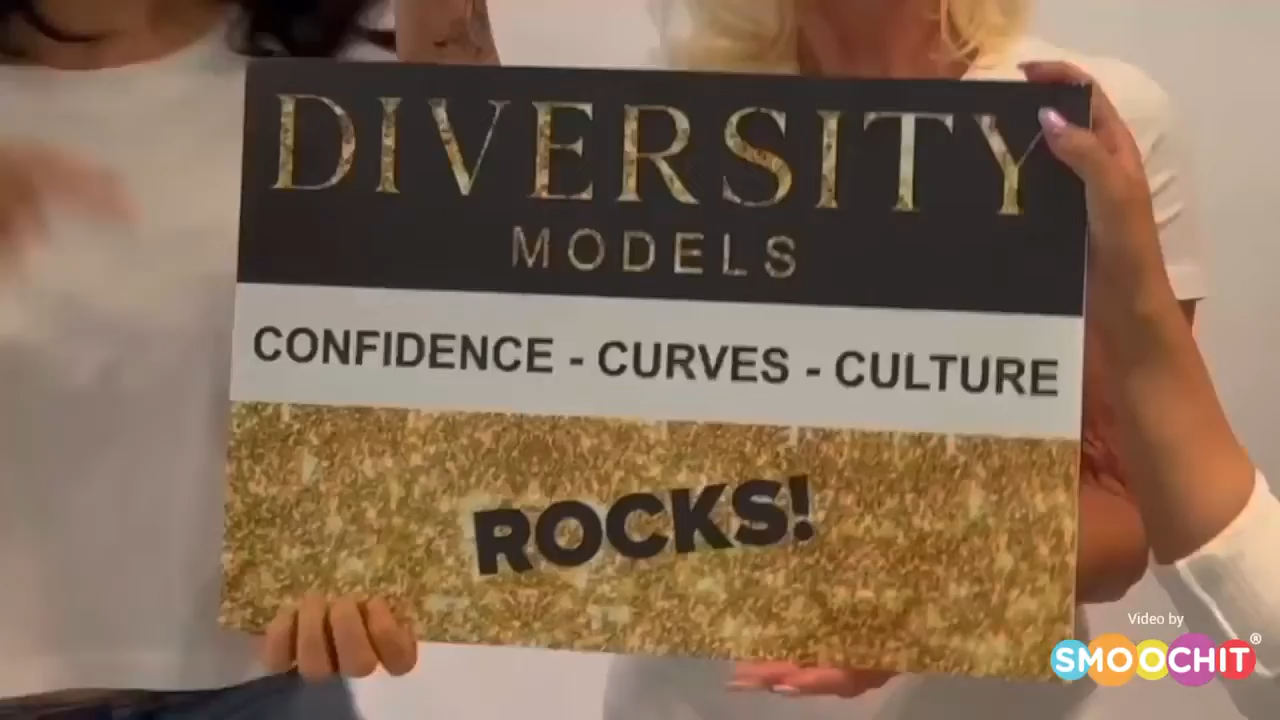 DIVERSITY
MODELS
CONFIDENCE - CURVES - CULTURE
ROCKS!
Video by
SMOOCHIT®